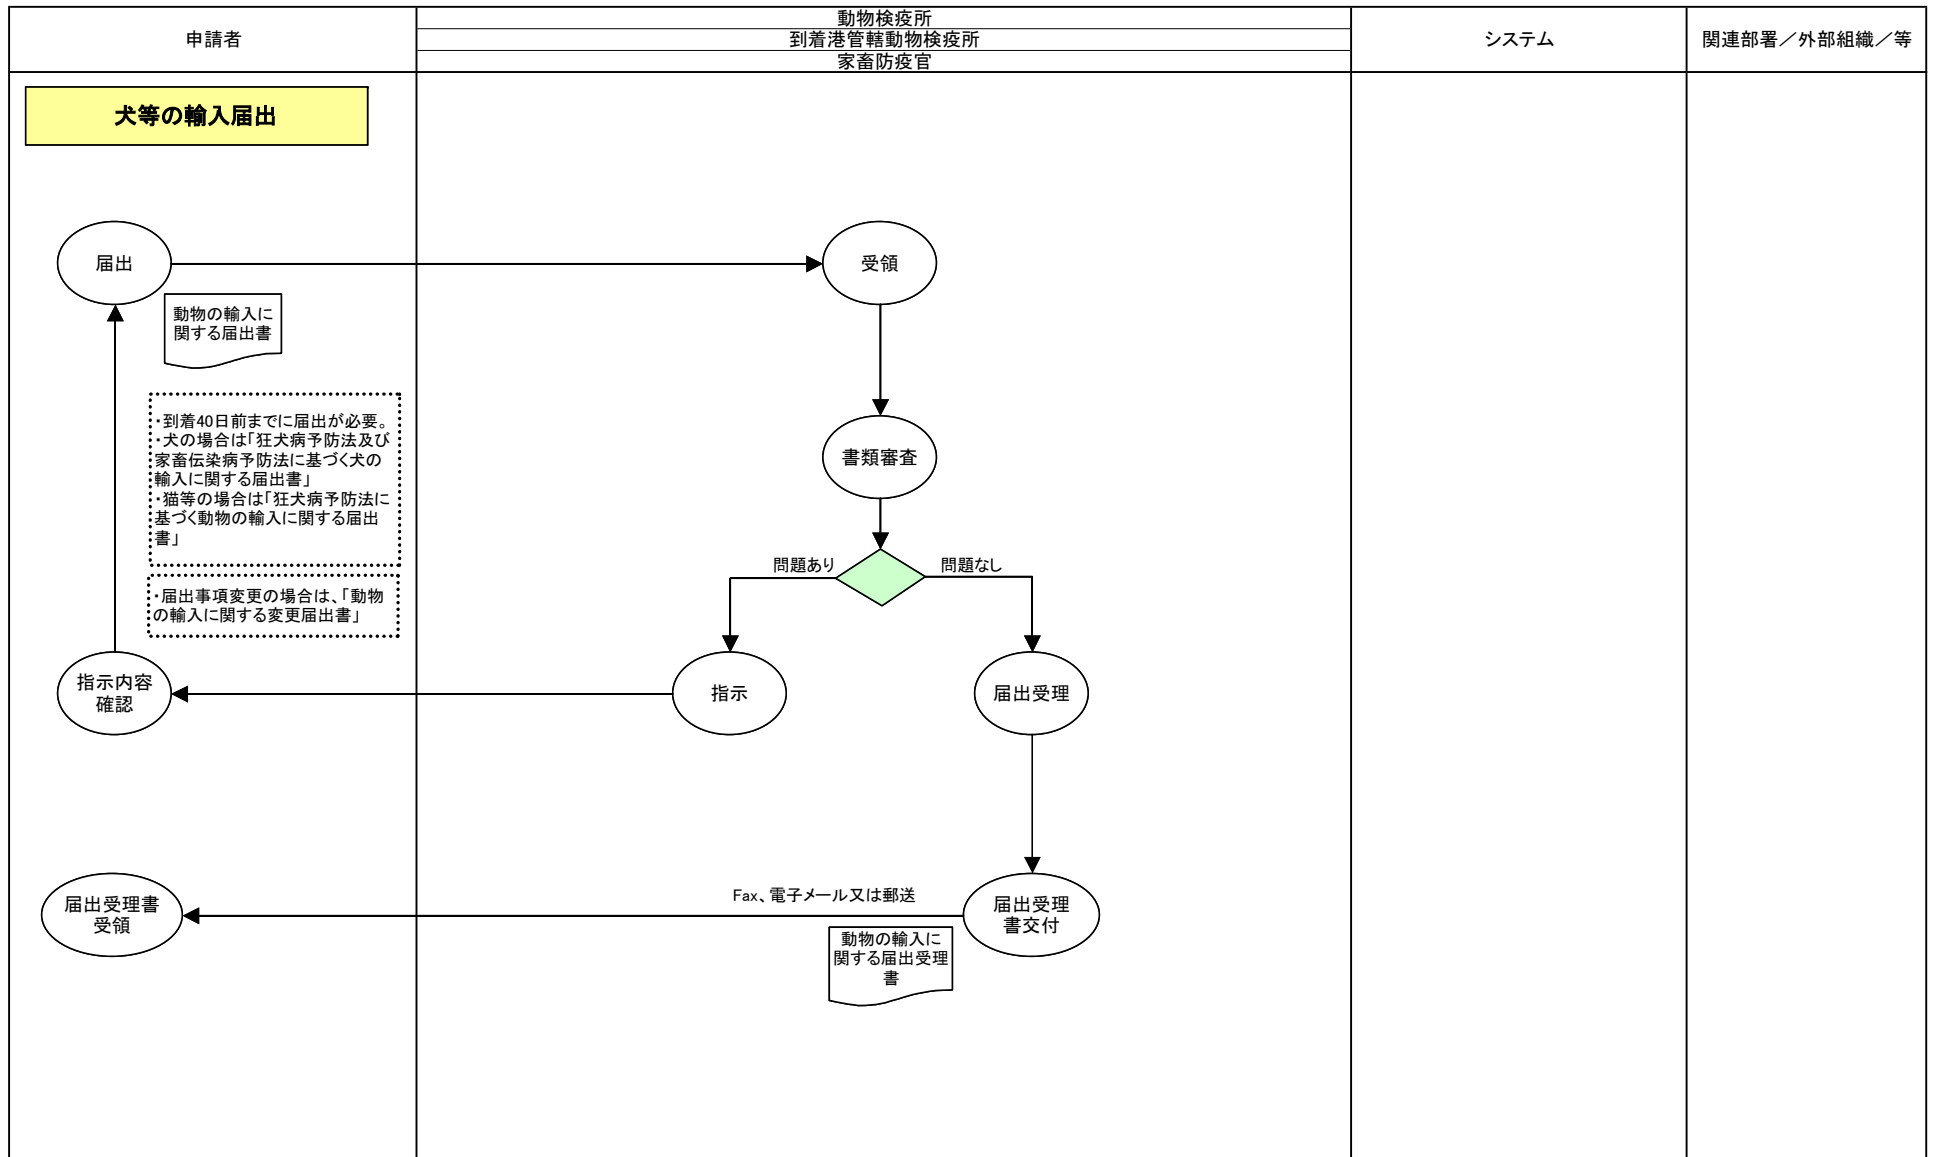 申請者
動物検疫所
到着港管轄動物検疫所
家畜防疫官
システム
関連部署／外部組織／等
犬等の輸入届出
届出
受領
動物の輸入に
関する届出書
・到着40日前までに届出が必要。
・犬の場合は「狂犬病予防法及び
家畜伝染病予防法に基づく犬の
輸入に関する届出書」
・猫等の場合は「狂犬病予防法に
基づく動物の輸入に関する届出
書」
書類審査
問題あり
問題なし
・届出事項変更の場合は、「動物
の輸入に関する変更届出書」
指示内容
確認
指示
届出受理
届出受理書
受領
Fax、電子メール又は郵送
届出受理
書交付
動物の輸入に
関する届出受理
書